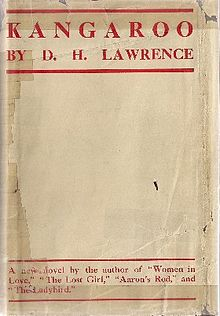 KANGAROO
BY D. H. LAWRENCE
A new novel by the author of "Women in
Love," "The Lost Girl," "Aaron's Rod," and
"The Ladybird."